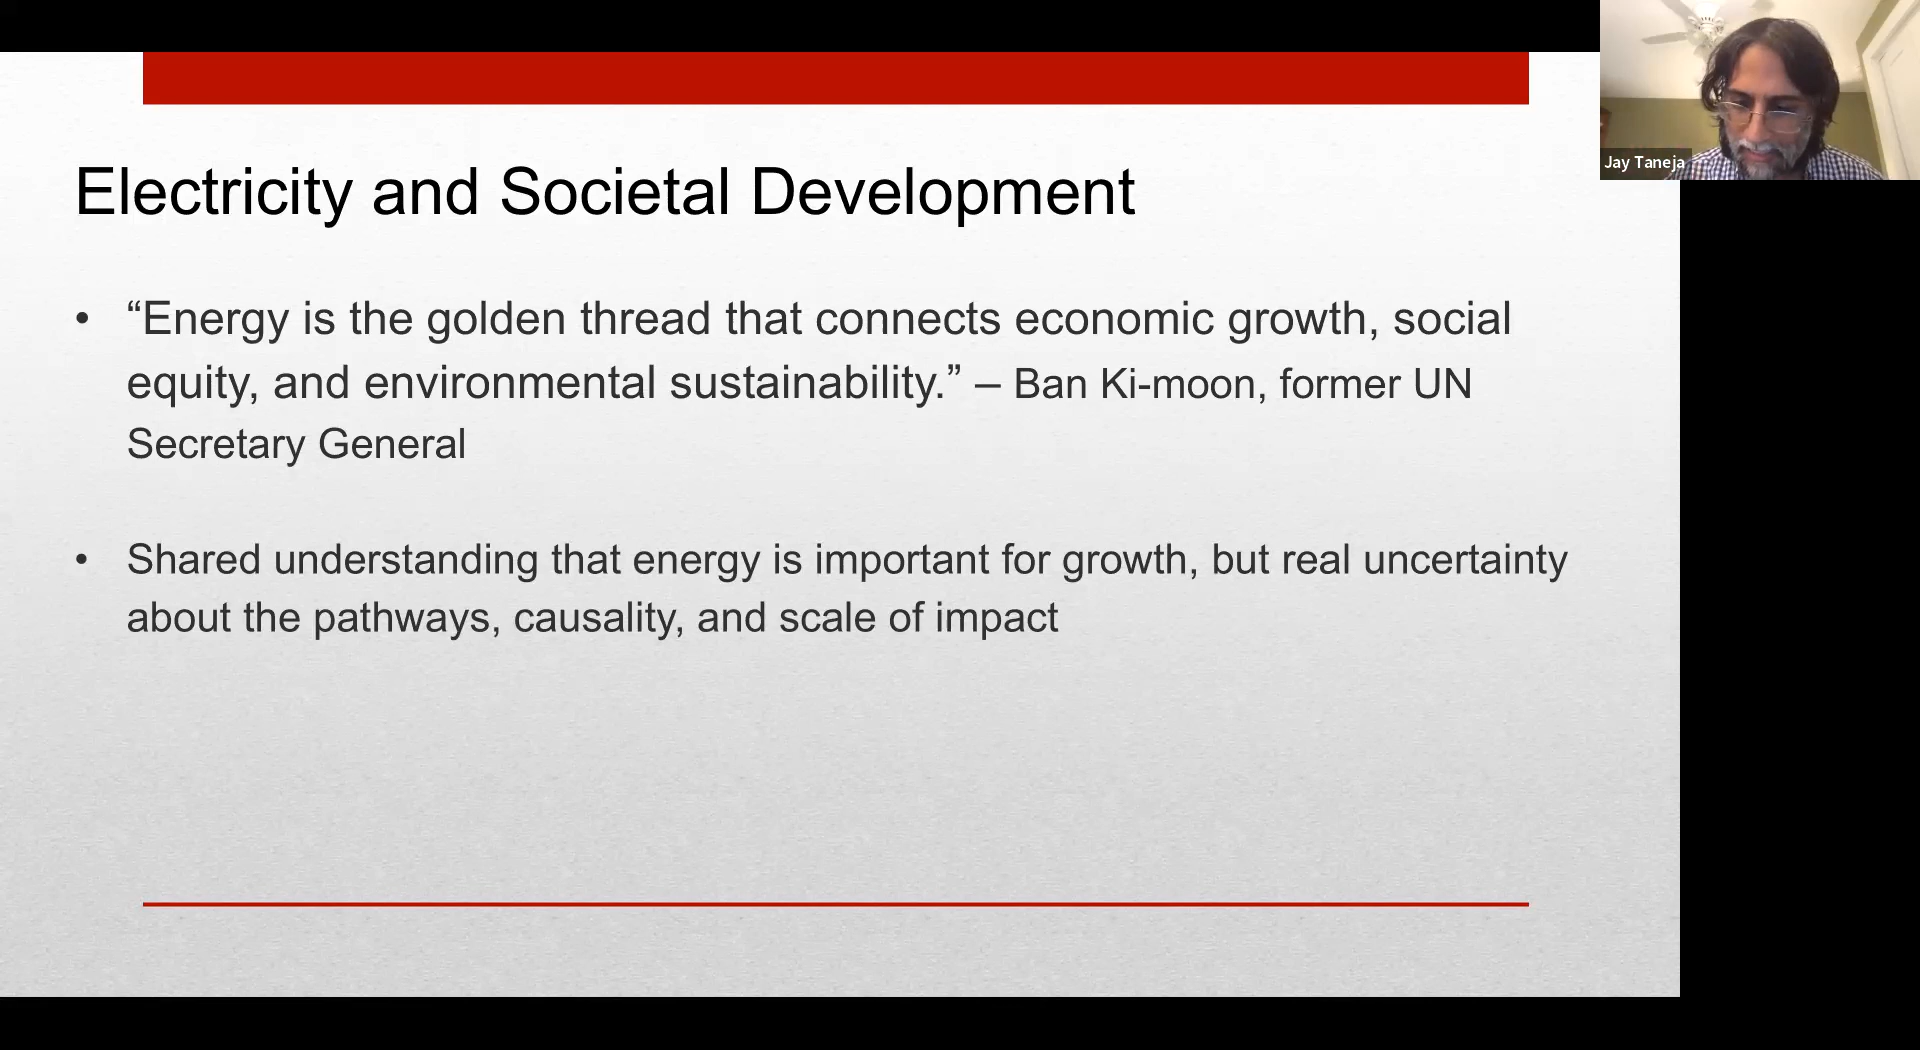 Electricity and Societal Development
• “Energy is the golden thread that connects economic growth, social
equity, and environmental sustainability.” – Ban Ki-moon, former UN
Secretary General
• Shared understanding that energy is important for growth, but real uncertainty
about the pathways, causality, and scale of impact
Jay Taneja